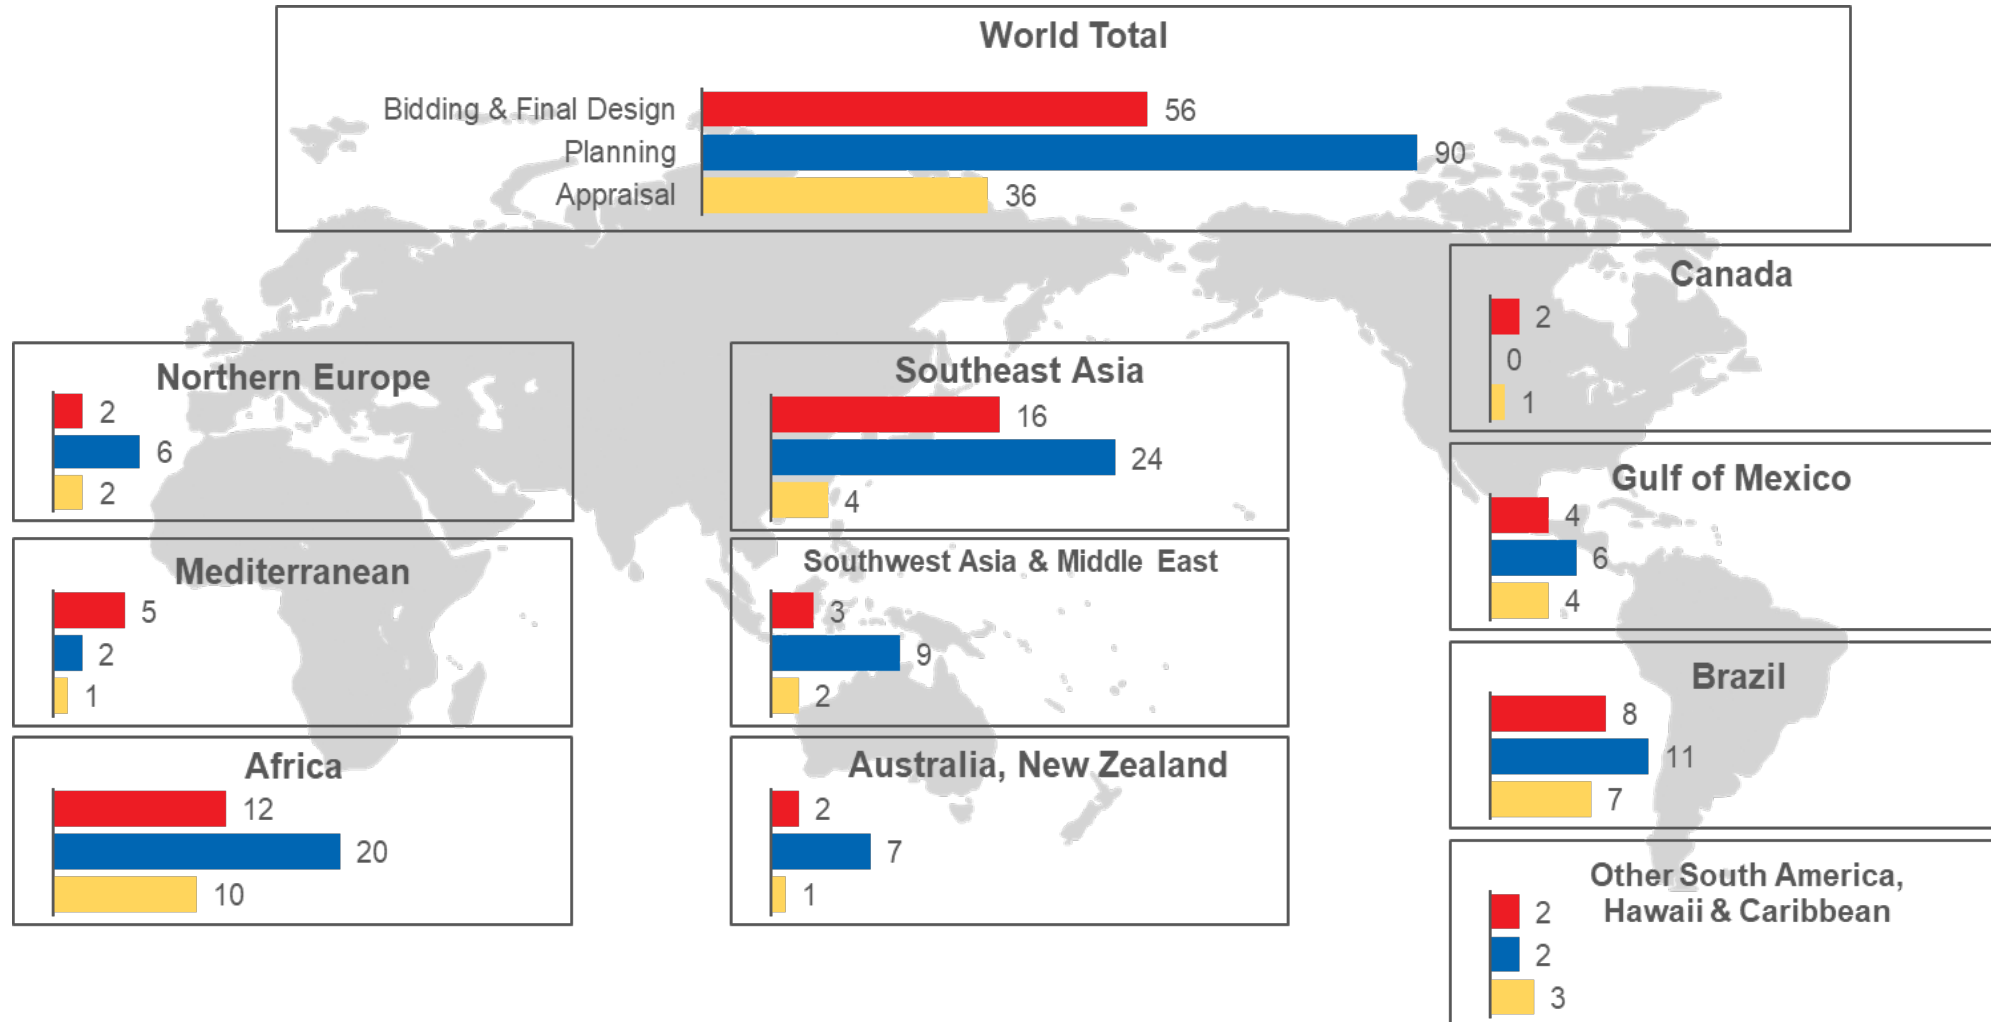 World Total
Bidding & Final Design 56
Planning 90
Appraisal 36
Northern Europe
2
6
2
Mediterranean
5
2
1
Africa
12
20
10
Southeast Asia
16
24
4
Southwest Asia & Middle East
3
9
2
Australia, New Zealand
2
7
1
Canada
2
0
1
Gulf of Mexico
4
6
4
Brazil
8
11
7
Other South America,
Hawaii & Caribbean
2
2
3